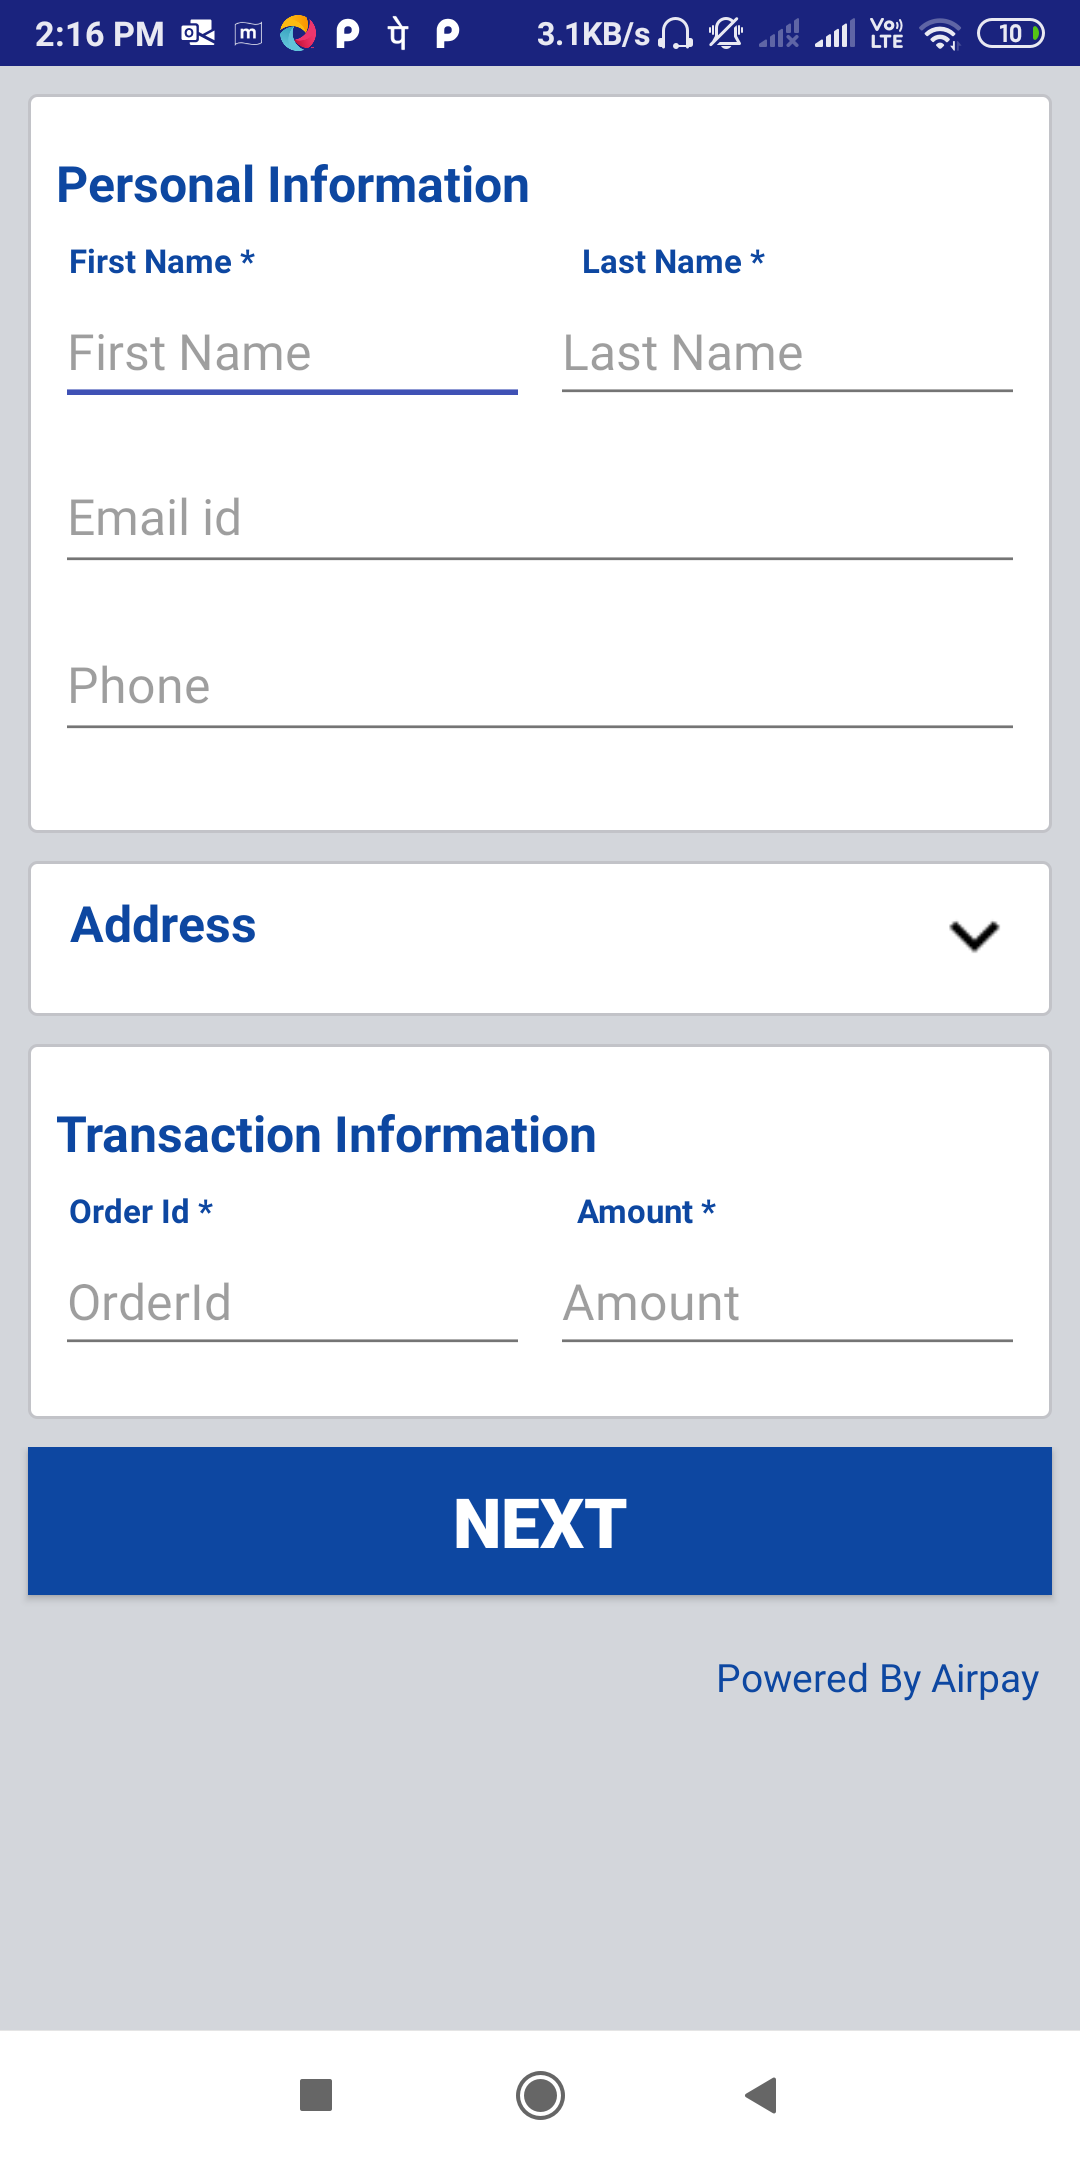 2:16 PM m पे 3.1KB/s Vo) LTE 10
Personal Information
First Name * Last Name *
First Name Last Name
Email id
Phone
Address
Transaction Information
Order Id * Amount *
OrderId Amount
NEXT
Powered By Airpay